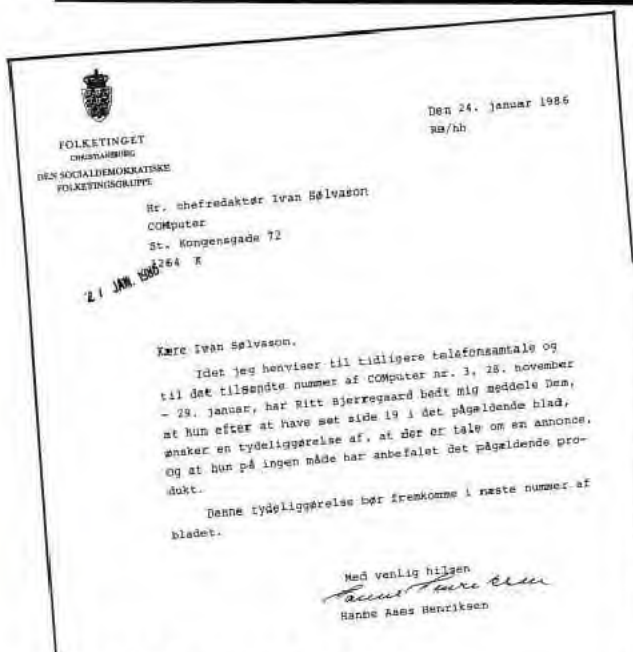 FOLKETINGET
CHRISTIANSBORG
DEN SOCIALDEMOKRATISKE
FOLKETINGSGRUPPE
Den 24. januar 1986
RB/hb
Hr. chefredaktør Ivan Sølvason
COMputer
St. Kongensgade 72
1264 K
JAN. 1986
Kære Ivan Sølvason.
Idet jeg henviser til tidligere telefonsamtale og
til det tilsendte nummer af COMputer nr. 3, 28. november
- 29. januar, har Ritt Bjerregaard bedt mig meddele Dem,
at hun efter at have set side 19 i det pågældende blad,
ønsker en tydeliggørelse af, at der er tale om en annonce,
og at hun på ingen måde har anbefalet det pågældende pro-
dukt.
Denne tydeliggørelse bør fremkomme i næste nummer af
bladet.
Med venlig hilsen
Hanne Aaes Henriksen